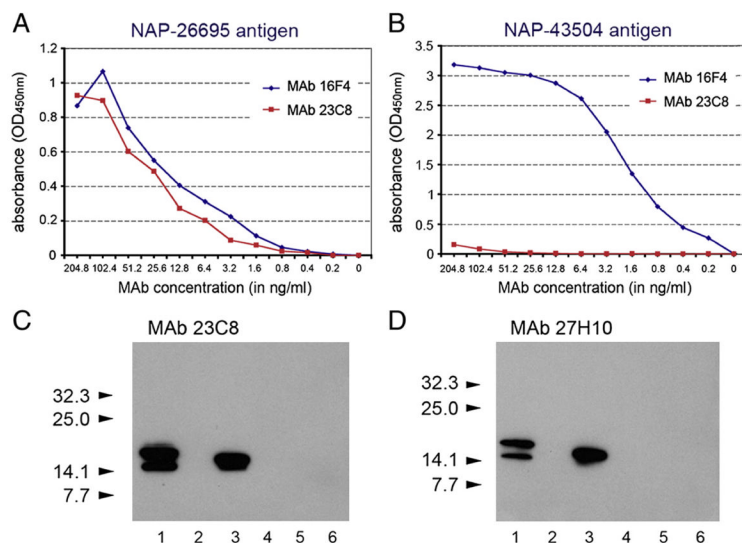 A
NAP-26695 antigen
absorbance (OD450nm)
1.2
1
0.8
0.6
0.4
0.2
0
MAb 16F4
MAb 23C8
204.8 102.4 51.2 25.6 12.8 6.4 3.2 1.6 0.8 0.4 0.2 0
MAb concentration (in ng/ml)
B
NAP-43504 antigen
absorbance (OD450nm)
3.5
3
2.5
2
1.5
1
0.5
0
MAb 16F4
MAb 23C8
204.8 102.4 51.2 25.6 12.8 6.4 3.2 1.6 0.8 0.4 0.2 0
MAb concentration (in ng/ml)
C
MAb 23C8
32.3
25.0
14.1
7.7
1 2 3 4 5 6
D
MAb 27H10
32.3
25.0
14.1
7.7
1 2 3 4 5 6